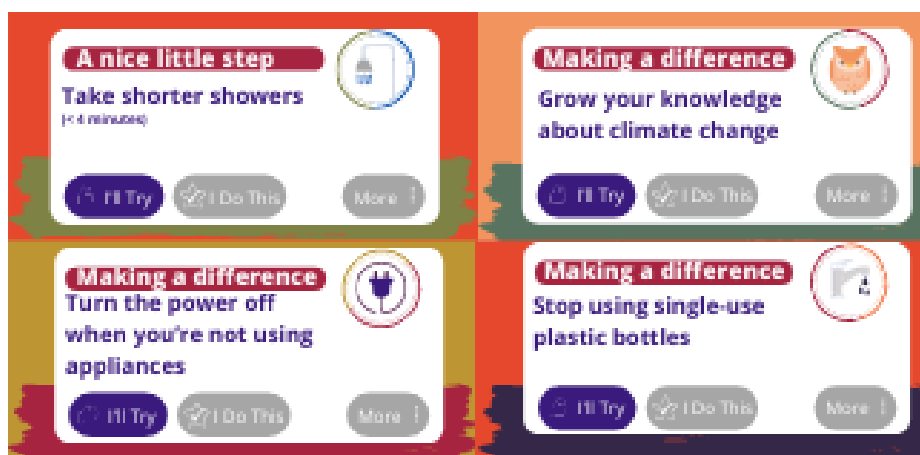 A nice little step
Take shorter showers
(< 4 minutes)
I'll Try
I Do This
More
Making a difference
Grow your knowledge
about climate change
I'll Try
I Do This
More
Making a difference
Turn the power off
when you're not using
appliances
I'll Try
I Do This
More
Making a difference
Stop using single-use
plastic bottles
I'll Try
I Do This
More